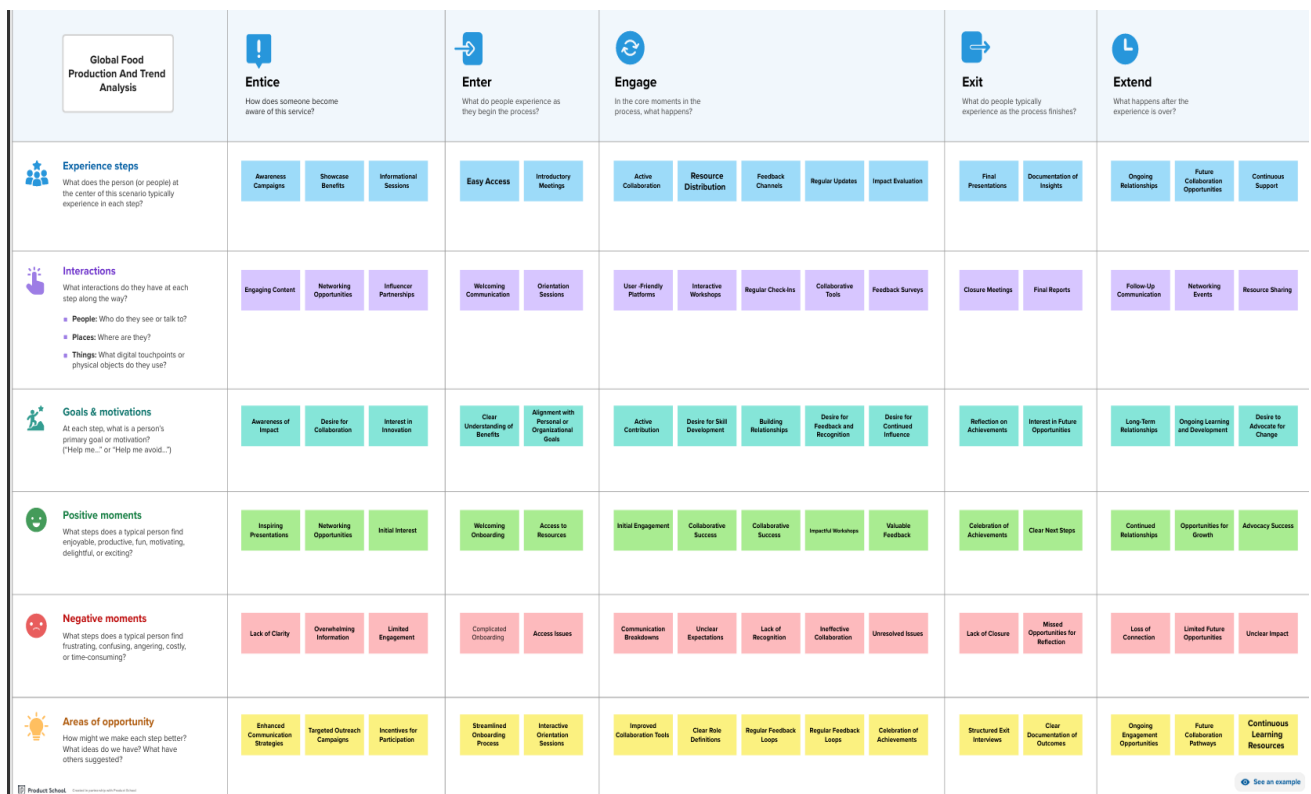 Global Food
Production And Trend
Analysis
Entice
How does someone become
aware of this service?
Enter
What do people experience as
they begin the process?
Engage
In the core moments in the
process, what happens?
Exit
What do people typically
experience as the process finishes?
Extend
What happens after the
experience is over?
Experience steps
What does the person (or people) at
the center of this scenario typically
experience in each step?
Awareness
Campaigns
Showcase
Benefits
Informational
Sessions
Easy Access
Introductory
Meetings
Active
Collaboration
Resource
Distribution
Feedback
Channels
Regular Updates
Impact Evaluation
Final
Presentations
Documentation of
Insights
Ongoing
Relationships
Future
Collaboration
Opportunities
Continuous
Support
Interactions
What interactions do they have at each
step along the way?
People: Who do they see or talk to?
Places: Where are they?
Things: What digital touchpoints or
physical objects do they use?
Engaging Content
Networking
Opportunities
Influencer
Partnerships
Welcoming
Communication
Orientation
Sessions
User -Friendly
Platforms
Interactive
Workshops
Regular Check-Ins
Collaborative
Tools
Feedback Surveys
Closure Meetings
Final Reports
Follow-Up
Communication
Networking
Events
Resource Sharing
Goals & motivations
At each step, what is a person's
primary goal or motivation?
("Help me..." or "Help me avoid...")
Awareness of
Impact
Desire for
Collaboration
Interest in
Innovation
Clear
Understanding of
Benefits
Alignment with
Personal or
Organizational
Goals
Active
Contribution
Desire for Skill
Development
Building
Relationships
Desire for
Feedback and
Recognition
Desire for
Continued
Influence
Reflection on
Achievements
Interest in Future
Opportunities
Long-Term
Relationships
Ongoing Learning
and Development
Desire to
Advocate for
Change
Positive moments
What steps does a typical person find
enjoyable, productive, fun, motivating,
delightful, or exciting?
Inspiring
Presentations
Networking
Opportunities
Initial Interest
Welcoming
Onboarding
Access to
Resources
Initial Engagement
Collaborative
Success
Collaborative
Success
Impactful Workshops
Valuable
Feedback
Celebration of
Achievements
Clear Next Steps
Continued
Relationships
Opportunities for
Growth
Advocacy Success
Negative moments
What steps does a typical person find
frustrating, confusing, angering, costly,
or time-consuming?
Lack of Clarity
Overwhelming
Information
Limited
Engagement
Complicated
Onboarding
Access Issues
Communication
Breakdowns
Unclear
Expectations
Lack of
Recognition
Ineffective
Collaboration
Unresolved Issues
Lack of Closure
Missed
Opportunities for
Reflection
Loss of
Connection
Limited Future
Opportunities
Unclear Impact
Areas of opportunity
How might we make each step better?
What ideas do we have? What have
others suggested?
Enhanced
Communication
Strategies
Targeted Outreach
Campaigns
Incentives for
Participation
Streamlined
Onboarding
Process
Interactive
Orientation
Sessions
Improved
Collaboration Tools
Clear Role
Definitions
Regular Feedback
Loops
Regular Feedback
Loops
Celebration of
Achievements
Structured Exit
Interviews
Clear
Documentation of
Outcomes
Ongoing
Engagement
Opportunities
Future
Collaboration
Pathways
Continuous
Learning
Resources
Product School
See an example